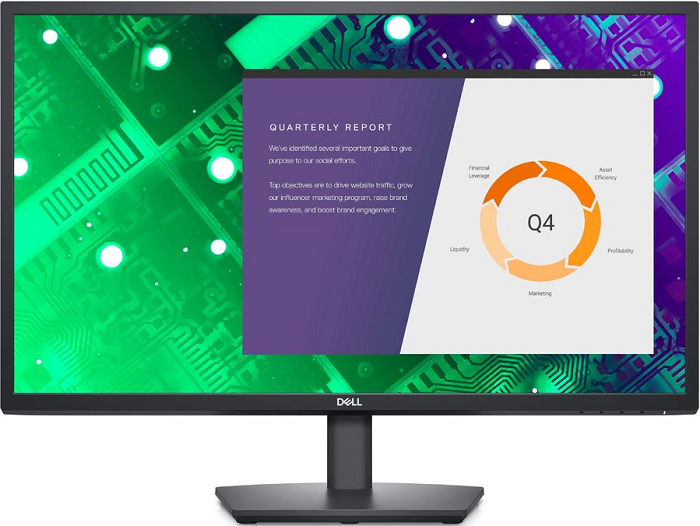 QUARTERLY REPORT
We've identified several important goals to give
purpose to our social efforts.
Top objectives are to drive website traffic, grow
our influencer marketing program, raise brand
awareness, and boost brand engagement.
Financial
Leverage
Asset
Efficiency
Q4
Liquidity
Profitability
Marketing
DELL